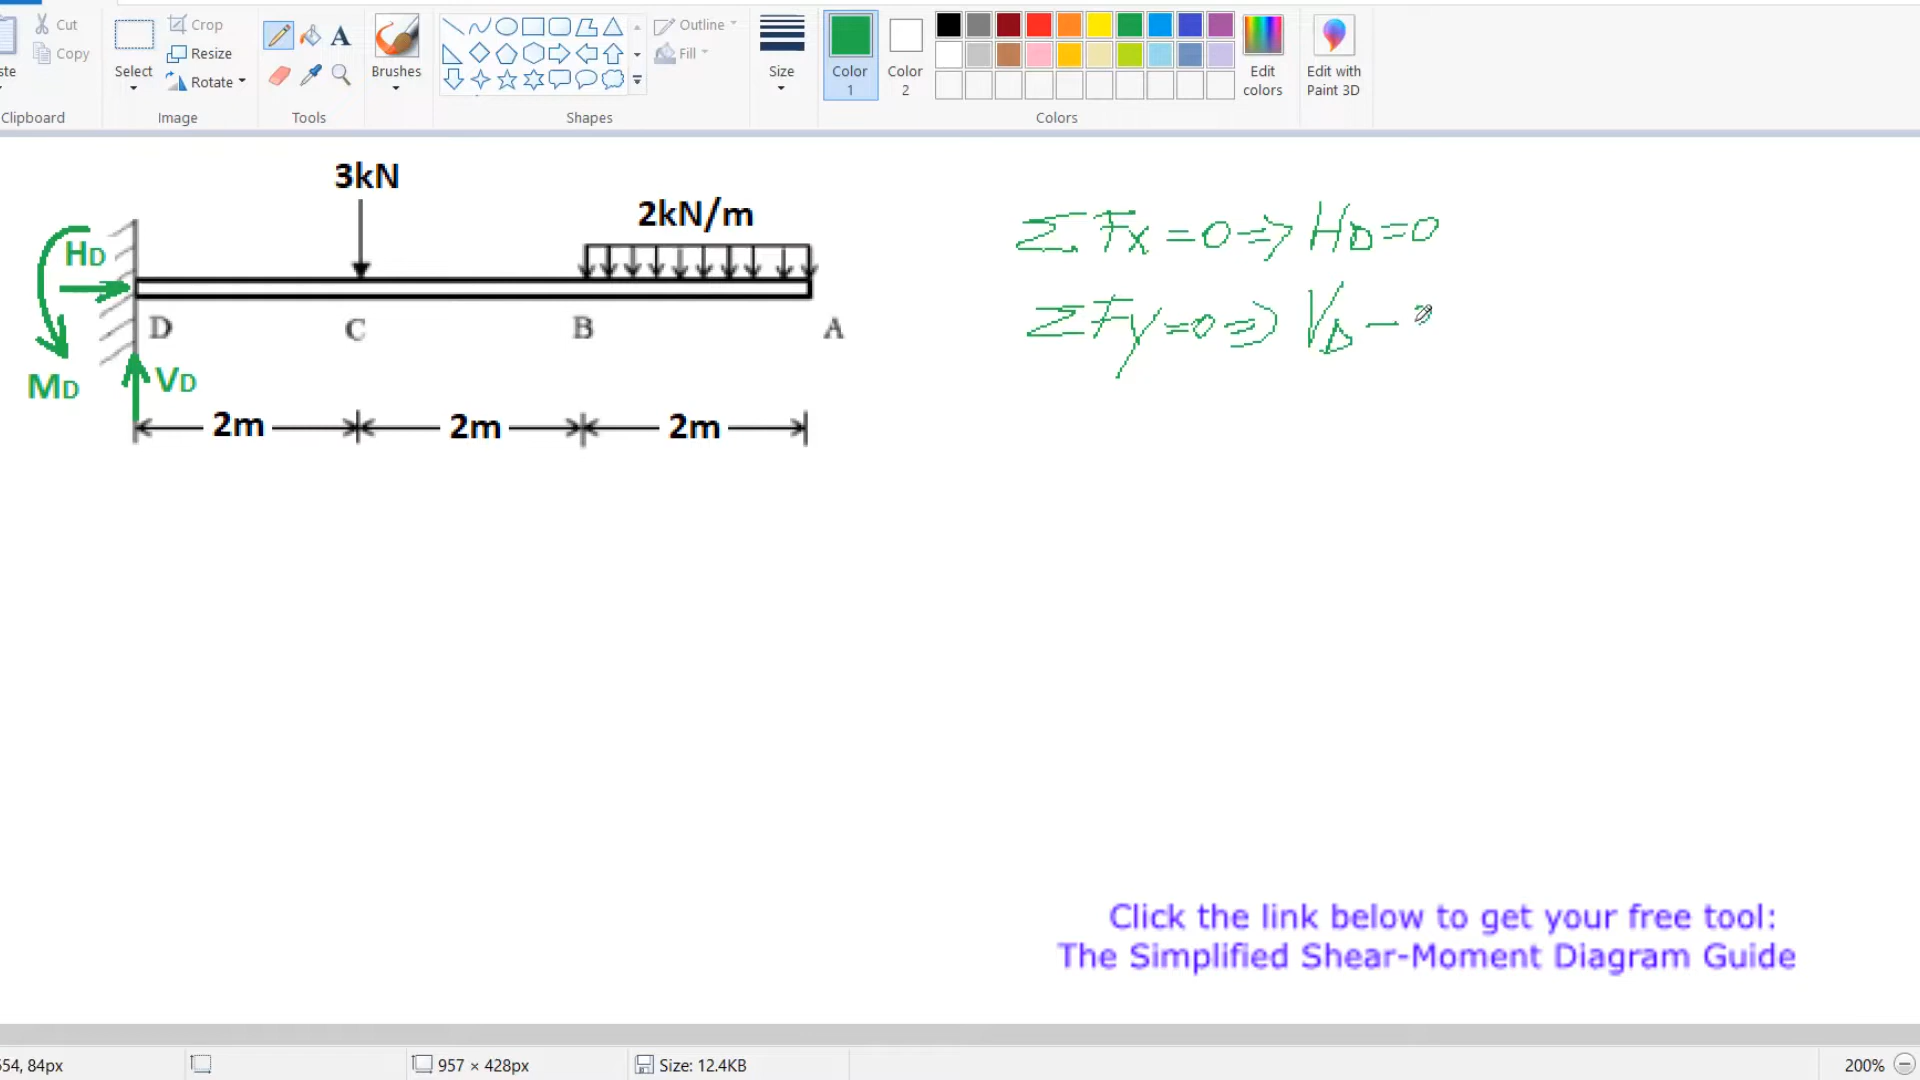 Cut
Copy
ste
Clipboard
Select
Crop
Resize
Rotate
Image
A
Tools
Brushes
Outline
Fill
Shapes
Size
Color 1
Color 2
Edit colors
Edit with Paint 3D
Colors
3kN
2kN/m
HD
D
C
B
A
MD
VD
2m
2m
2m
ΣFx=0⇒HD=0
ΣFy=0⇒VD-
Click the link below to get your free tool:
The Simplified Shear-Moment Diagram Guide
554, 84px
957 × 428px
Size: 12.4KB
200%